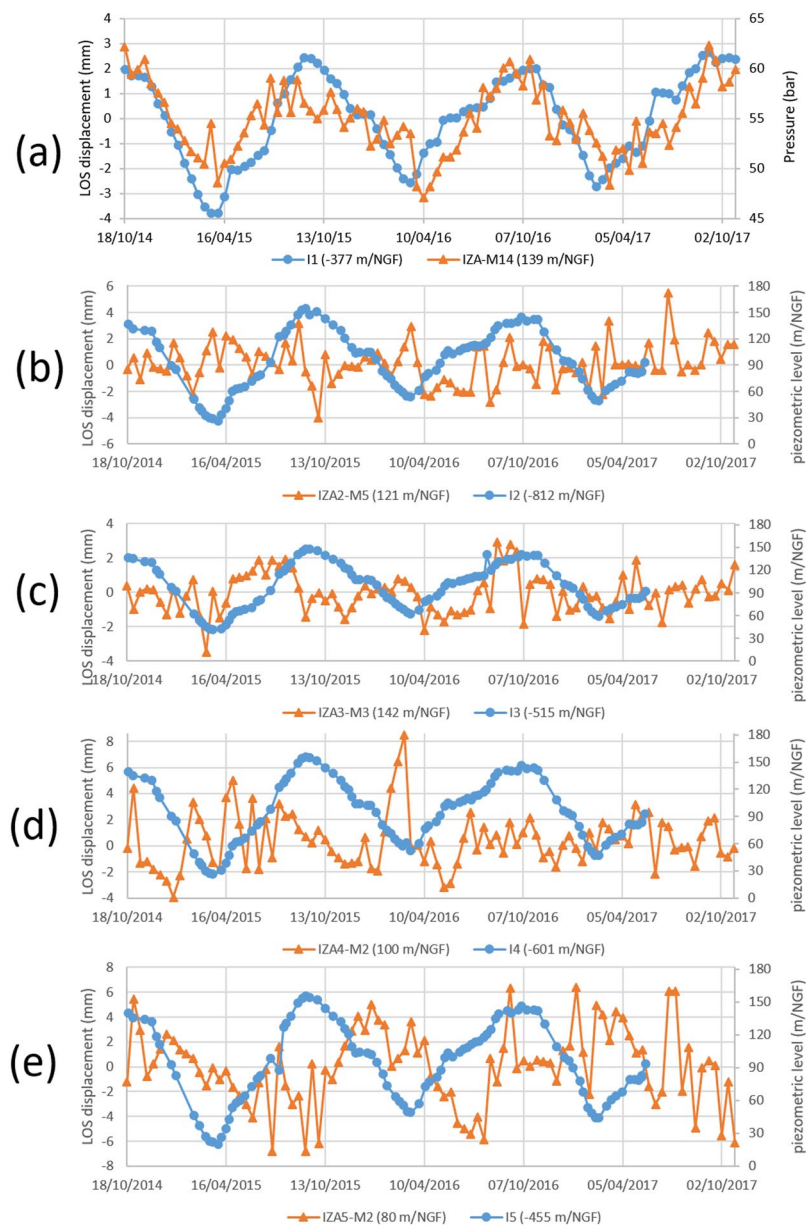 (a)
LOS displacement (mm)
4
3
2
1
0
-1
-2
-3
-4
65
60
55
50
45
Pressure (bar)
18/10/14 16/04/15 13/10/2015 10/04/16 07/10/16 05/04/17 02/10/17
I1 (-377 m/NGF) IZA-M14 (139 m/NGF)
(b)
LOS displacement (mm)
6
4
2
0
-2
-4
-6
180
150
120
90
60
30
0
piezometric level (m/NGF)
18/10/2014 16/04/2015 13/10/2015 10/04/2016 07/10/2016 05/04/2017 02/10/2017
IZA2-M5 (121 m/NGF) I2 (-812 m/NGF)
(c)
LOS displacement (mm)
4
2
0
-2
-4
180
150
120
90
60
30
0
piezometric level (m/NGF)
18/10/2014 16/04/2015 13/10/2015 10/04/2016 07/10/2016 05/04/2017 02/10/2017
IZA3-M3 (142 m/NGF) I3 (-515 m/NGF)
(d)
LOS displacement (mm)
8
6
4
2
0
-2
-4
180
150
120
90
60
30
0
piezometric level (m/NGF)
18/10/2014 16/04/2015 13/10/2015 10/04/2016 07/10/2016 05/04/2017 02/10/2017
IZA4-M2 (100 m/NGF) I4 (-601 m/NGF)
(e)
LOS displacement (mm)
8
6
4
2
0
-2
-4
-6
-8
180
150
120
90
60
30
0
piezometric level (m/NGF)
18/10/2014 16/04/2015 13/10/2015 10/04/2016 07/10/2016 05/04/2017 02/10/2017
IZA5-M2 (80 m/NGF) I5 (-455 m/NGF)